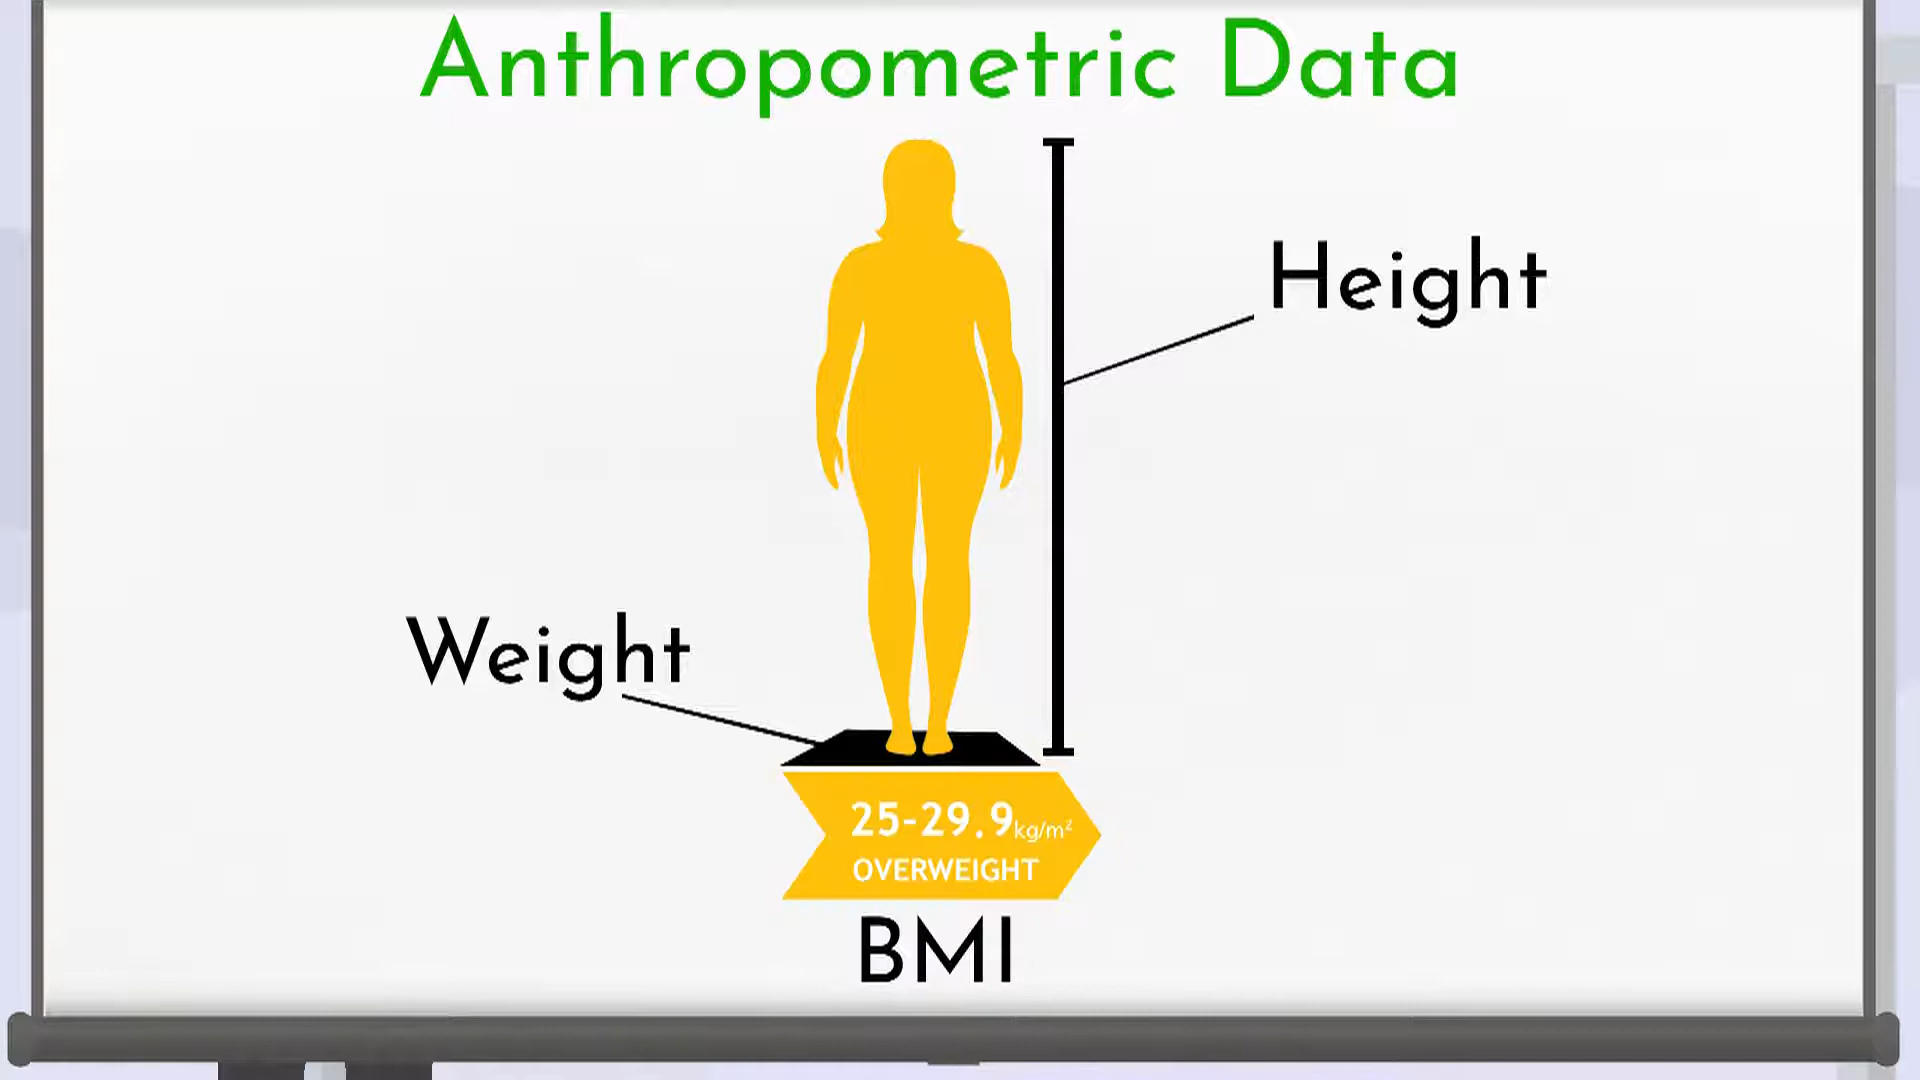 Anthropometric Data
Height
Weight
25-29.9kg/m²
OVERWEIGHT
BMI